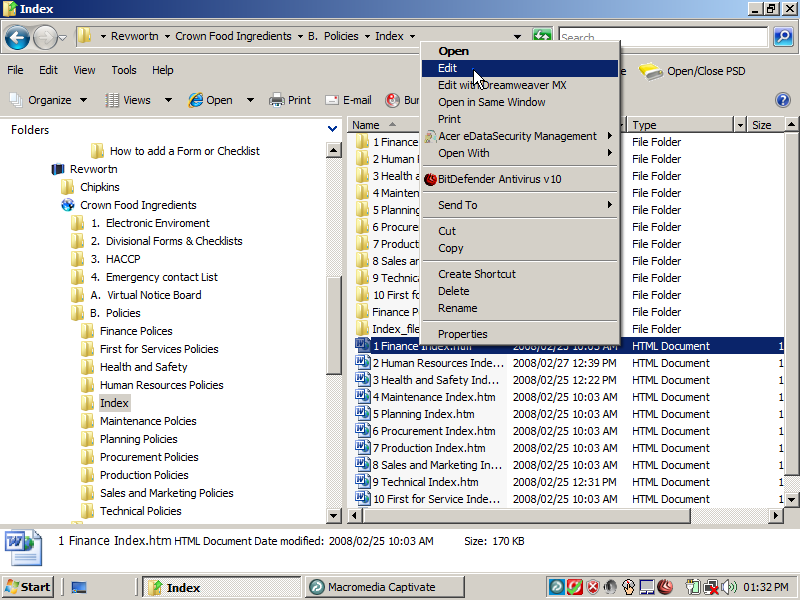 Index
Revworth Crown Food Ingredients B. Policies Index
Search
File Edit View Tools Help
Open/Close PSD
Organize Views Open Print E-mail
Folders
How to add a Form or Checklist
Revworth
Chipkins
Crown Food Ingredients
1. Electronic Enviroment
2. Divisional Forms & Checklists
3. HACCP
4. Emergency contact List
A. Virtual Notice Board
B. Policies
Finance Polices
First for Services Policies
Health and Safety
Human Resources Policies
Index
Maintenance Polcies
Planning Policies
Procurement Policies
Production Policies
Sales and Marketing Policies
Technical Policies
Name Type Size
1 Finance File Folder
2 Human File Folder
3 Health a File Folder
4 Mainten File Folder
5 Planning File Folder
6 Procure File Folder
7 Product File Folder
8 Sales an File Folder
9 Technical File Folder
10 First fo File Folder
Finance P File Folder
Index_file File Folder
1 Finance Index.htm 2008/02/25 10:03 AM HTML Document 1
2 Human Resources Inde... 2008/02/27 12:39 PM HTML Document 1
3 Health and Safety Ind... 2008/02/25 12:22 PM HTML Document 1
4 Maintenance Index.htm 2008/02/25 10:03 AM HTML Document 1
5 Planning Index.htm 2008/02/25 10:03 AM HTML Document 1
6 Procurement Index.htm 2008/02/25 10:03 AM HTML Document 1
7 Production Index.htm 2008/02/25 10:03 AM HTML Document 1
8 Sales and Marketing In... 2008/02/25 10:03 AM HTML Document 1
9 Technical Index.htm 2008/02/25 12:31 PM HTML Document 1
10 First for Service Inde... 2008/02/25 10:03 AM HTML Document 1
Open
Edit
Edit with Dreamweaver MX
Open in Same Window
Print
Acer eDataSecurity Management
Open With
BitDefender Antivirus v10
Send To
Cut
Copy
Create Shortcut
Delete
Rename
Properties
1 Finance Index.htm HTML Document Date modified: 2008/02/25 10:03 AM Size: 170 KB
Start Index Macromedia Captivate 01:32 PM